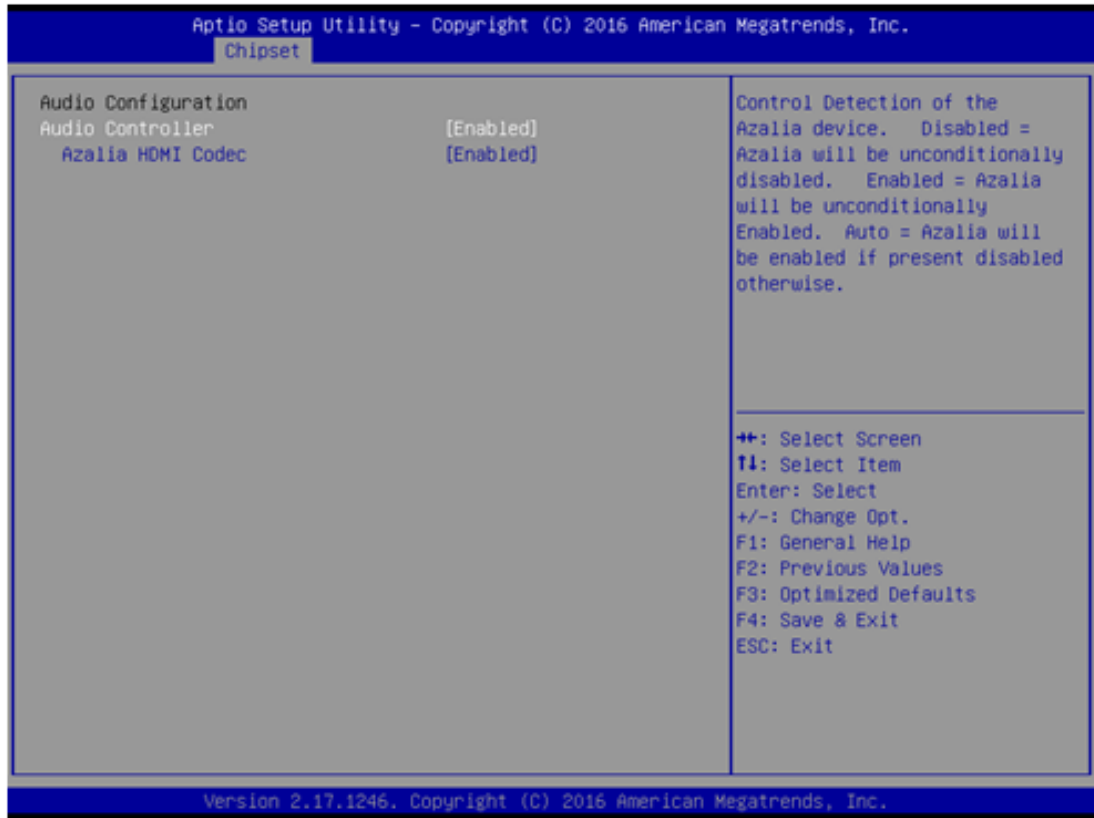 Aptio Setup Utility – Copyright (C) 2016 American Megatrends, Inc.
Chipset
Audio Configuration
Audio Controller [Enabled]
Azalia HDMI Codec [Enabled]
Control Detection of the
Azalia device. Disabled =
Azalia will be unconditionally
disabled. Enabled = Azalia
will be unconditionally
Enabled. Auto = Azalia will
be enabled if present disabled
otherwise.
→←: Select Screen
↑↓: Select Item
Enter: Select
+/-: Change Opt.
F1: General Help
F2: Previous Values
F3: Optimized Defaults
F4: Save & Exit
ESC: Exit
Version 2.17.1246. Copyright (C) 2016 American Megatrends, Inc.